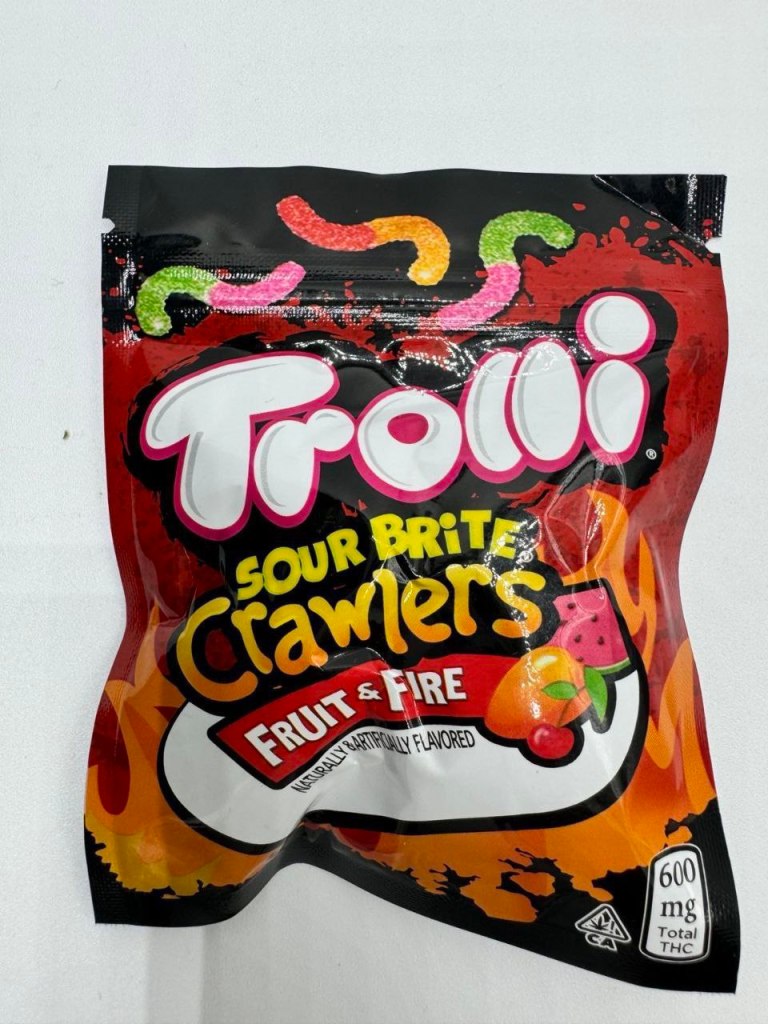 Trolli
®
SOUR BRiTE
Crawlers
FRUIT & FIRE
NATURALLY & ARTIFICIALLY FLAVORED
600
mg
Total
THC
CA